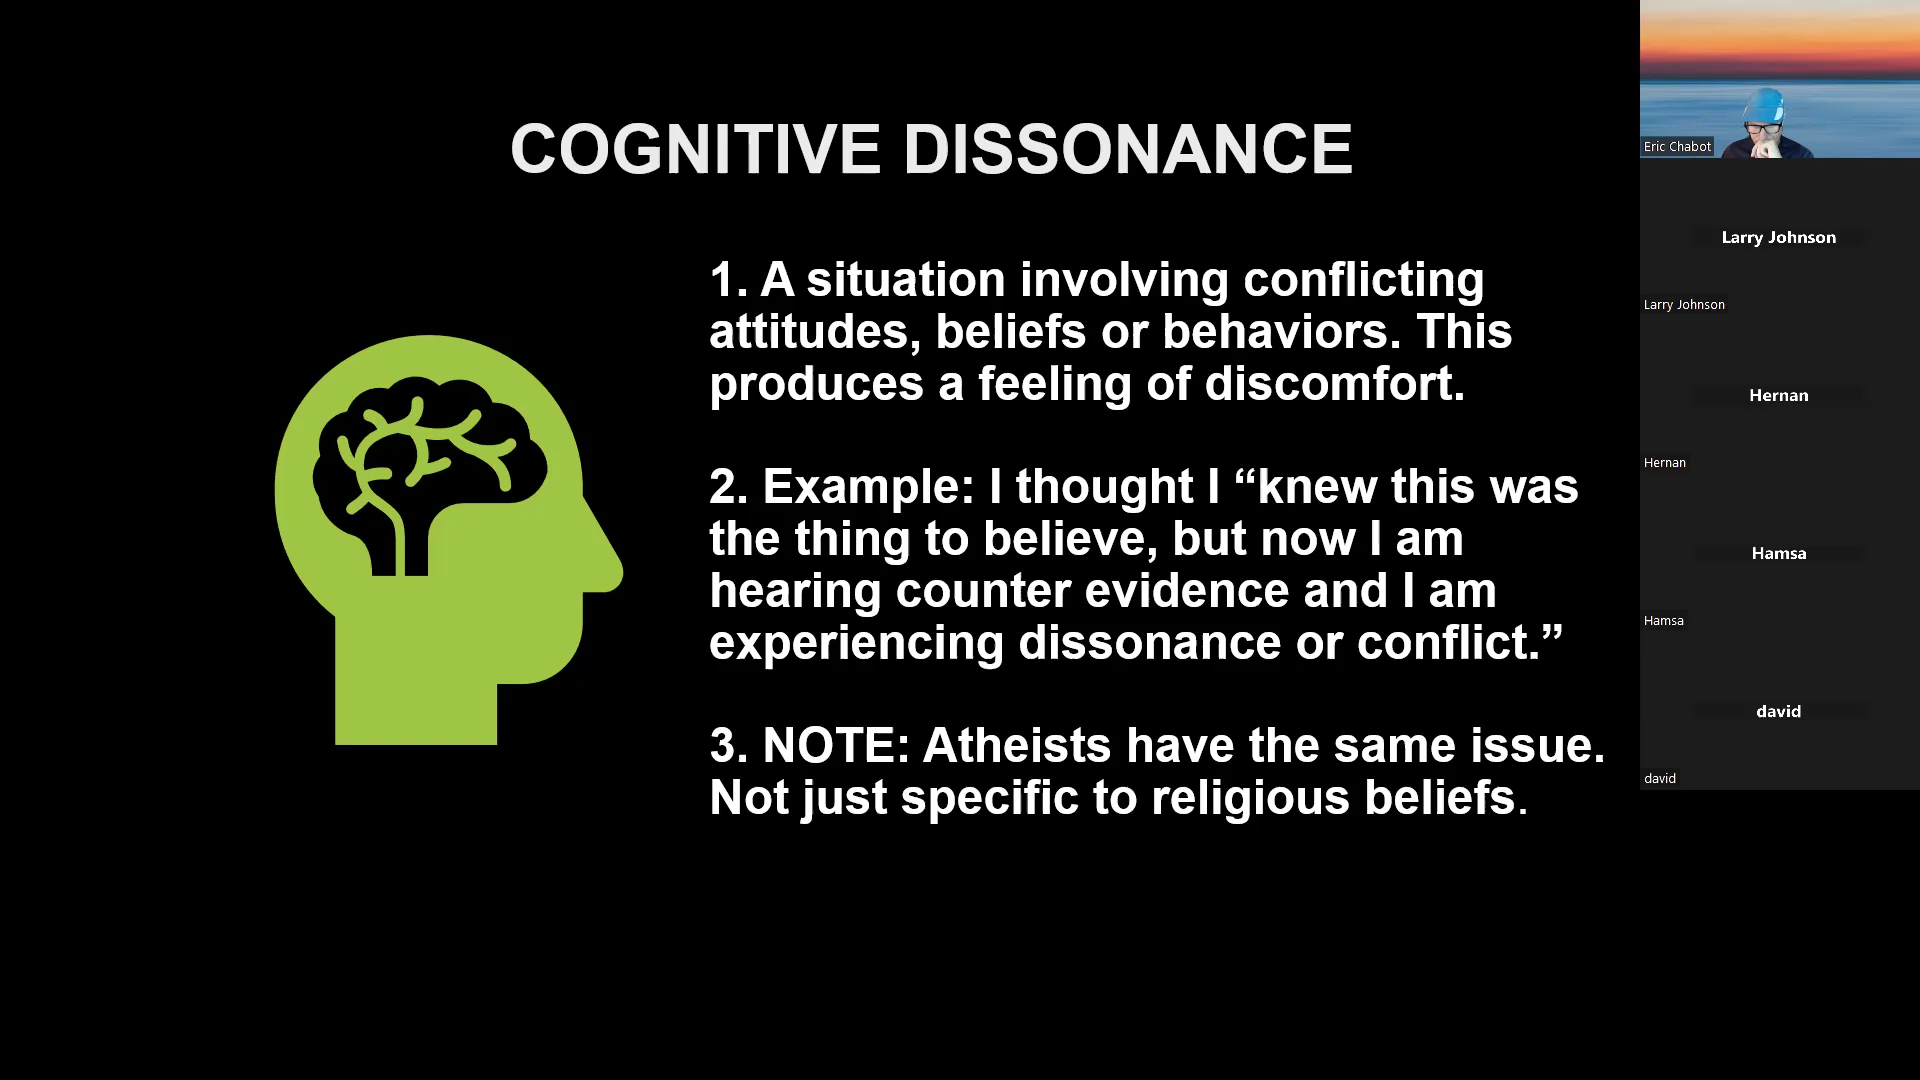 COGNITIVE DISSONANCE
1. A situation involving conflicting
attitudes, beliefs or behaviors. This
produces a feeling of discomfort.
2. Example: I thought I “knew this was
the thing to believe, but now I am
hearing counter evidence and I am
experiencing dissonance or conflict.”
3. NOTE: Atheists have the same issue.
Not just specific to religious beliefs.
Eric Chabot
Larry Johnson
Larry Johnson
Hernan
Hernan
Hamsa
Hamsa
david
david